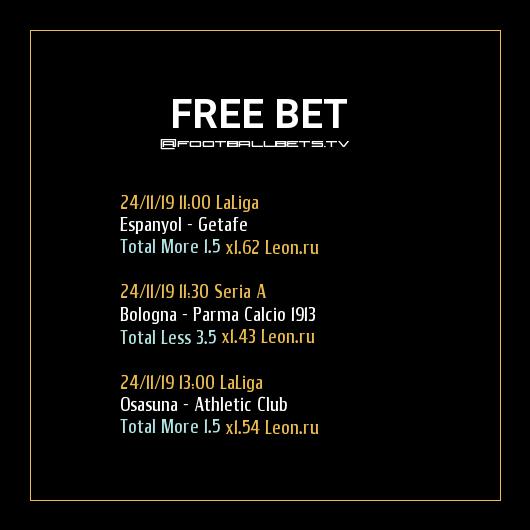 FREE BET
@FOOTBALLBETS.TV
24/11/19 11:00 LaLiga
Espanyol - Getafe
Total More 1.5 x1.62 Leon.ru
24/11/19 11:30 Seria A
Bologna - Parma Calcio 1913
Total Less 3.5 x1.43 Leon.ru
24/11/19 13:00 LaLiga
Osasuna - Athletic Club
Total More 1.5 x1.54 Leon.ru